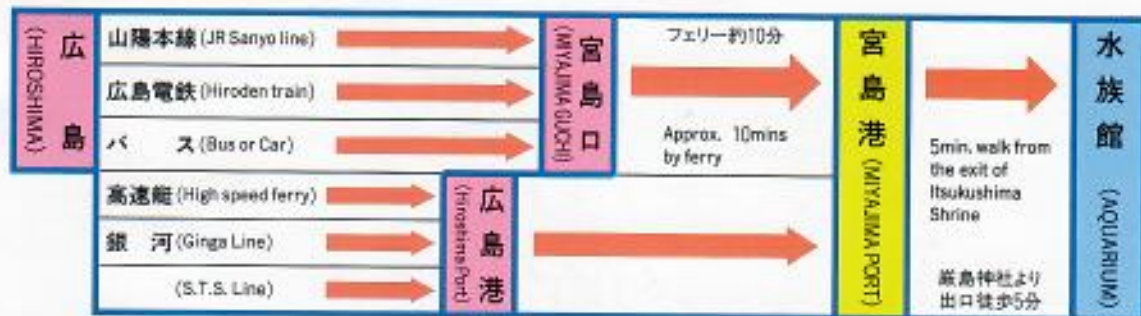 広島
(HIROSHIMA)
山陽本線 (JR Sanyo line)
広島電鉄 (Hiroden train)
バス (Bus or Car)
高速艇 (High speed ferry)
銀河 (Ginga Line)
(S.T.S. Line)
宮島口
(MIYAJIMA GUCHI)
広島港
(Hiroshima Port)
フェリー約10分
Approx. 10mins
by ferry
宮島港
(MIYAJIMA PORT)
5min. walk from
the exit of
Itsukushima
Shrine
厳島神社より
出口徒歩5分
水族館
(AQUARIUM)